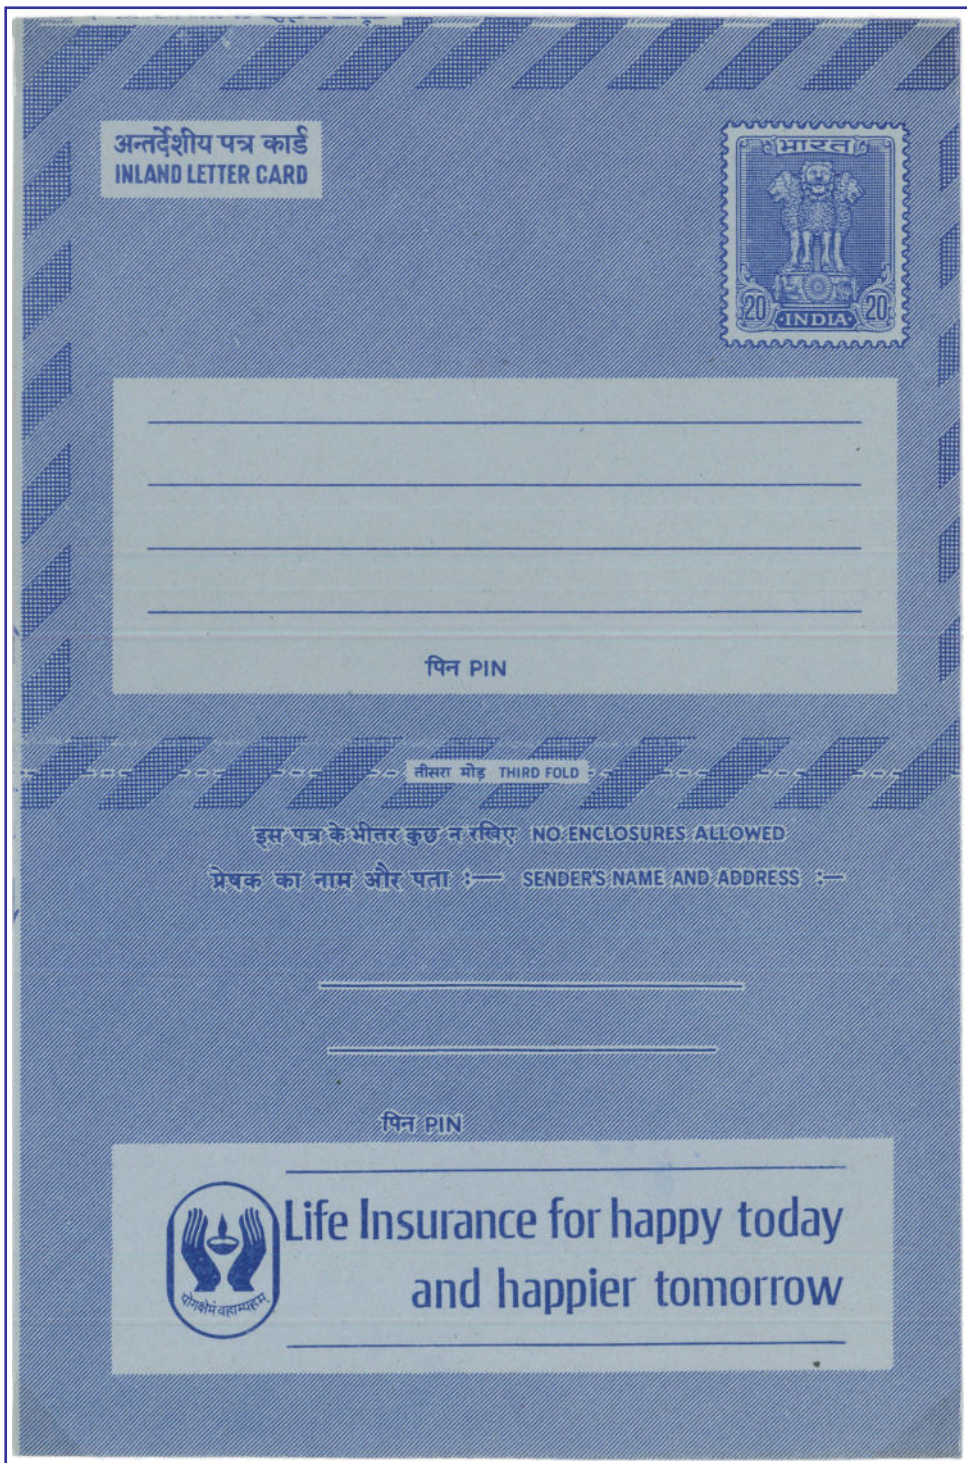 अन्तर्देशीय पत्र कार्ड
INLAND LETTER CARD
भारत
20 INDIA 20
पिन PIN
तीसरा मोड़ THIRD FOLD
इस पत्र के भीतर कुछ न रखिए NO ENCLOSURES ALLOWED
प्रेषक का नाम और पता :— SENDER'S NAME AND ADDRESS :—
पिन PIN
Life Insurance for happy today
and happier tomorrow
योगक्षेमं वहाम्यहम्